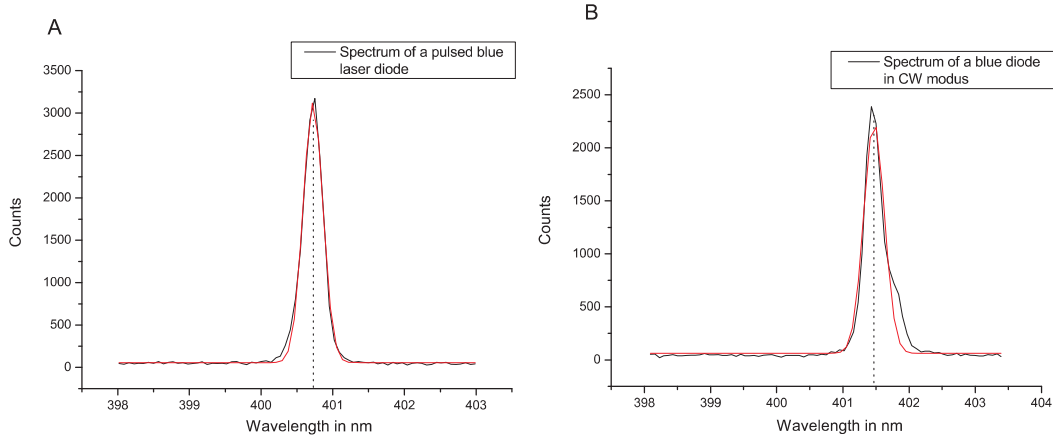 A
Spectrum of a pulsed blue
laser diode
3500
3000
2500
2000
1500
1000
500
0
Counts
398 399 400 401 402 403
Wavelength in nm
B
Spectrum of a blue diode
in CW modus
2500
2000
1500
1000
500
0
Counts
398 399 400 401 402 403 404
Wavelength in nm